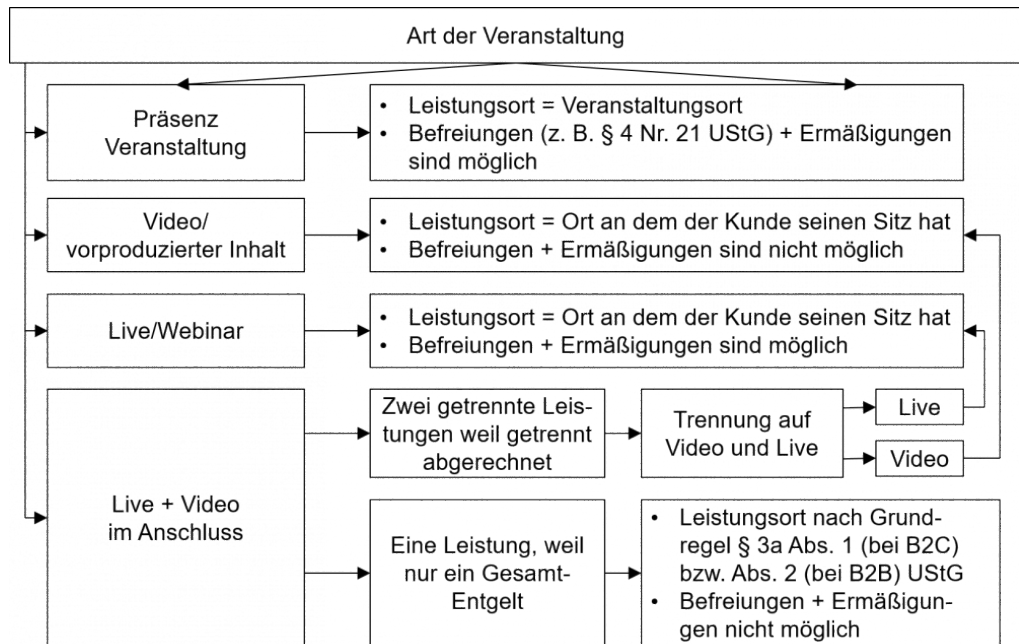 Art der Veranstaltung
Präsenz
Veranstaltung
• Leistungsort = Veranstaltungsort
• Befreiungen (z. B. § 4 Nr. 21 UStG) + Ermäßigungen
sind möglich
Video/
vorproduzierter Inhalt
• Leistungsort = Ort an dem der Kunde seinen Sitz hat
• Befreiungen + Ermäßigungen sind nicht möglich
Live/Webinar
• Leistungsort = Ort an dem der Kunde seinen Sitz hat
• Befreiungen + Ermäßigungen sind möglich
Live + Video
im Anschluss
Zwei getrennte Leis-
tungen weil getrennt
abgerechnet
Trennung auf
Video und Live
Live
Video
Eine Leistung, weil
nur ein Gesamt-
Entgelt
• Leistungsort nach Grund-
regel § 3a Abs. 1 (bei B2C)
bzw. Abs. 2 (bei B2B) UStG
• Befreiungen + Ermäßigun-
gen nicht möglich